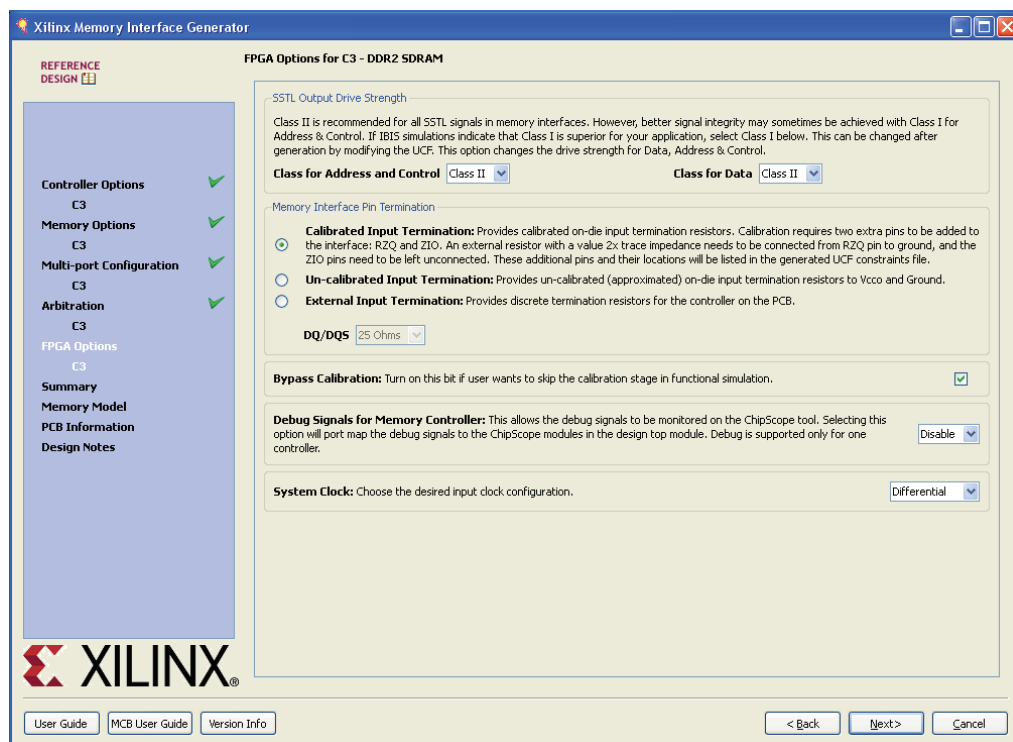 Xilinx Memory Interface Generator
REFERENCE
DESIGN
FPGA Options for C3 - DDR2 SDRAM
Controller Options
C3
Memory Options
C3
Multi-port Configuration
C3
Arbitration
C3
FPGA Options
C3
Summary
Memory Model
PCB Information
Design Notes
SSTL Output Drive Strength
Class II is recommended for all SSTL signals in memory interfaces. However, better signal integrity may sometimes be achieved with Class I for
Address & Control. If IBIS simulations indicate that Class I is superior for your application, select Class I below. This can be changed after
generation by modifying the UCF. This option changes the drive strength for Data, Address & Control.
Class for Address and Control Class II Class for Data Class II
Memory Interface Pin Termination
Calibrated Input Termination: Provides calibrated on-die input termination resistors. Calibration requires two extra pins to be added to
the interface: RZQ and ZIO. An external resistor with a value 2x trace impedance needs to be connected from RZQ pin to ground, and the
ZIO pins need to be left unconnected. These additional pins and their locations will be listed in the generated UCF constraints file.
Un-calibrated Input Termination: Provides un-calibrated (approximated) on-die input termination resistors to Vcco and Ground.
External Input Termination: Provides discrete termination resistors for the controller on the PCB.
DQ/DQS 25 Ohms
Bypass Calibration: Turn on this bit if user wants to skip the calibration stage in functional simulation.
Debug Signals for Memory Controller: This allows the debug signals to be monitored on the ChipScope tool. Selecting this
option will port map the debug signals to the ChipScope modules in the design top module. Debug is supported only for one
controller.
Disable
System Clock: Choose the desired input clock configuration. Differential
XILINX®
User Guide MCB User Guide Version Info < Back Next> Cancel